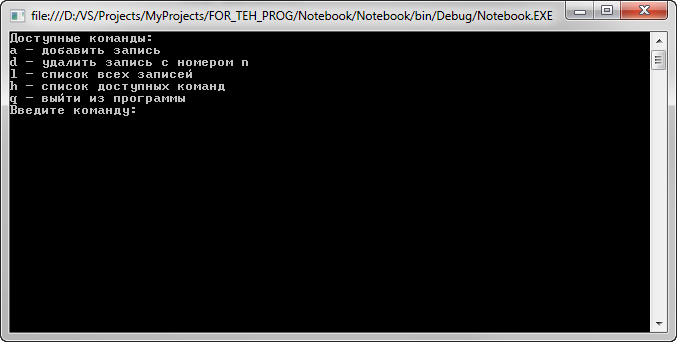 file:///D:/VS/Projects/MyProjects/FOR_TEH_PROG/Notebook/Notebook/bin/Debug/Notebook.EXE
Доступные команды:
a - добавить запись
d - удалить запись с номером n
l - список всех записей
h - список доступных команд
q - выйти из программы
Введите команду: